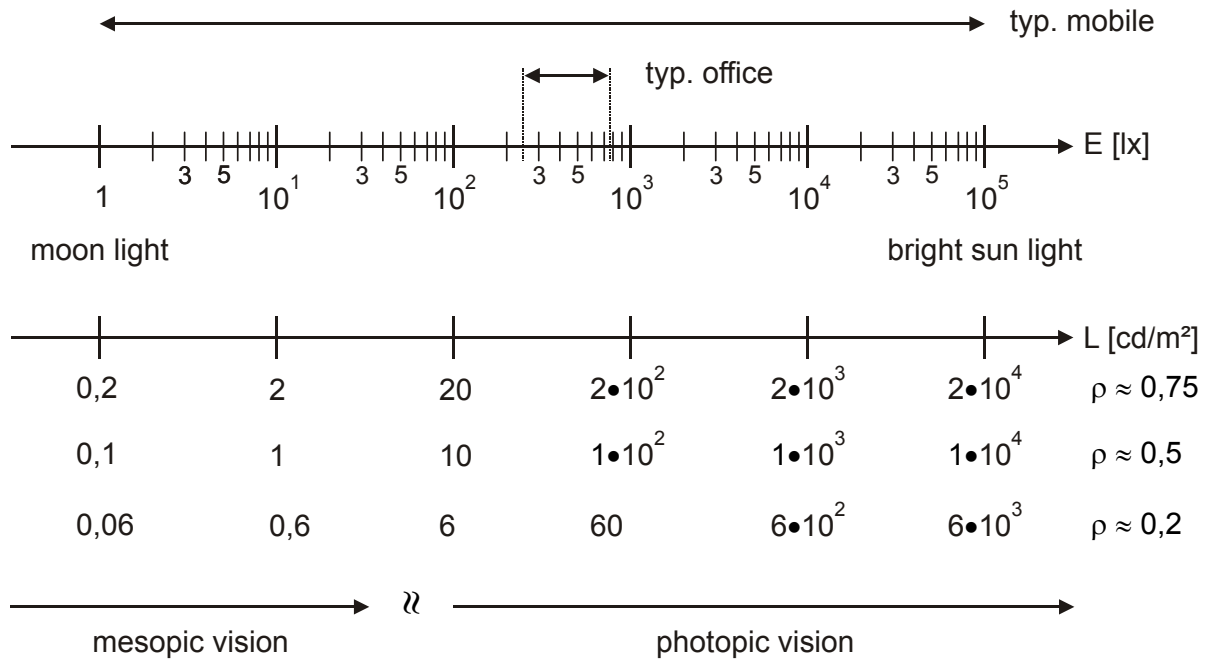 typ. mobile
typ. office
E [lx]
3 5 3 5 3 5 3 5 3 5
1 10¹ 10² 10³ 10⁴ 10⁵
moon light bright sun light
L [cd/m²]
0,2 2 20 2•10² 2•10³ 2•10⁴ ρ ≈ 0,75
0,1 1 10 1•10² 1•10³ 1•10⁴ ρ ≈ 0,5
0,06 0,6 6 60 6•10² 6•10³ ρ ≈ 0,2
≈
mesopic vision photopic vision